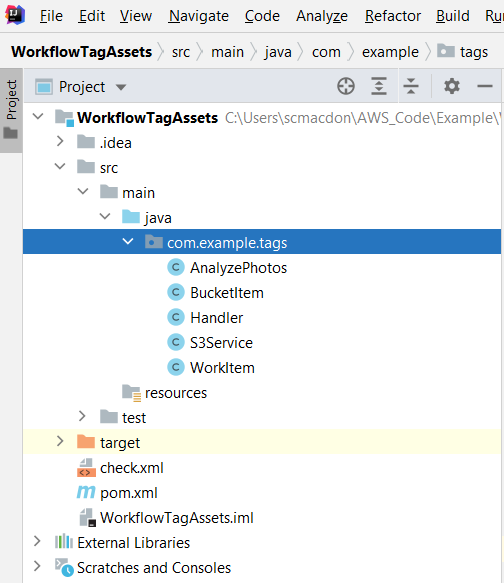 File Edit View Navigate Code Analyze Refactor Build
WorkflowTagAssets src main java com example tags
Project
Project
WorkflowTagAssets C:\Users\scmacdon\AWS_Code\Example\
.idea
src
main
java
com.example.tags
C AnalyzePhotos
C BucketItem
C Handler
C S3Service
C WorkItem
resources
test
target
check.xml
m pom.xml
WorkflowTagAssets.iml
External Libraries
Scratches and Consoles